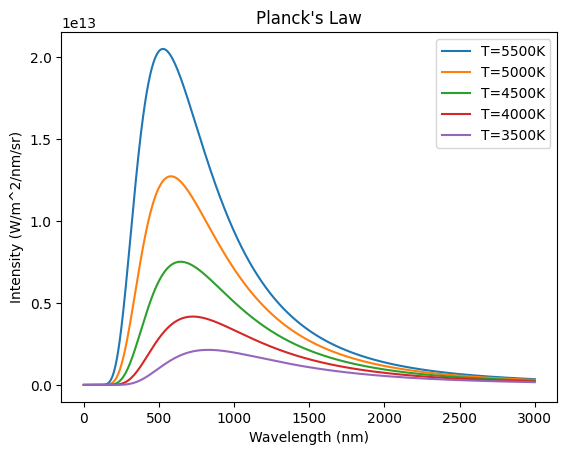 Planck's Law
1e13
2.0
1.5
1.0
0.5
0.0
Intensity (W/m^2/nm/sr)
T=5500K
T=5000K
T=4500K
T=4000K
T=3500K
0 500 1000 1500 2000 2500 3000
Wavelength (nm)